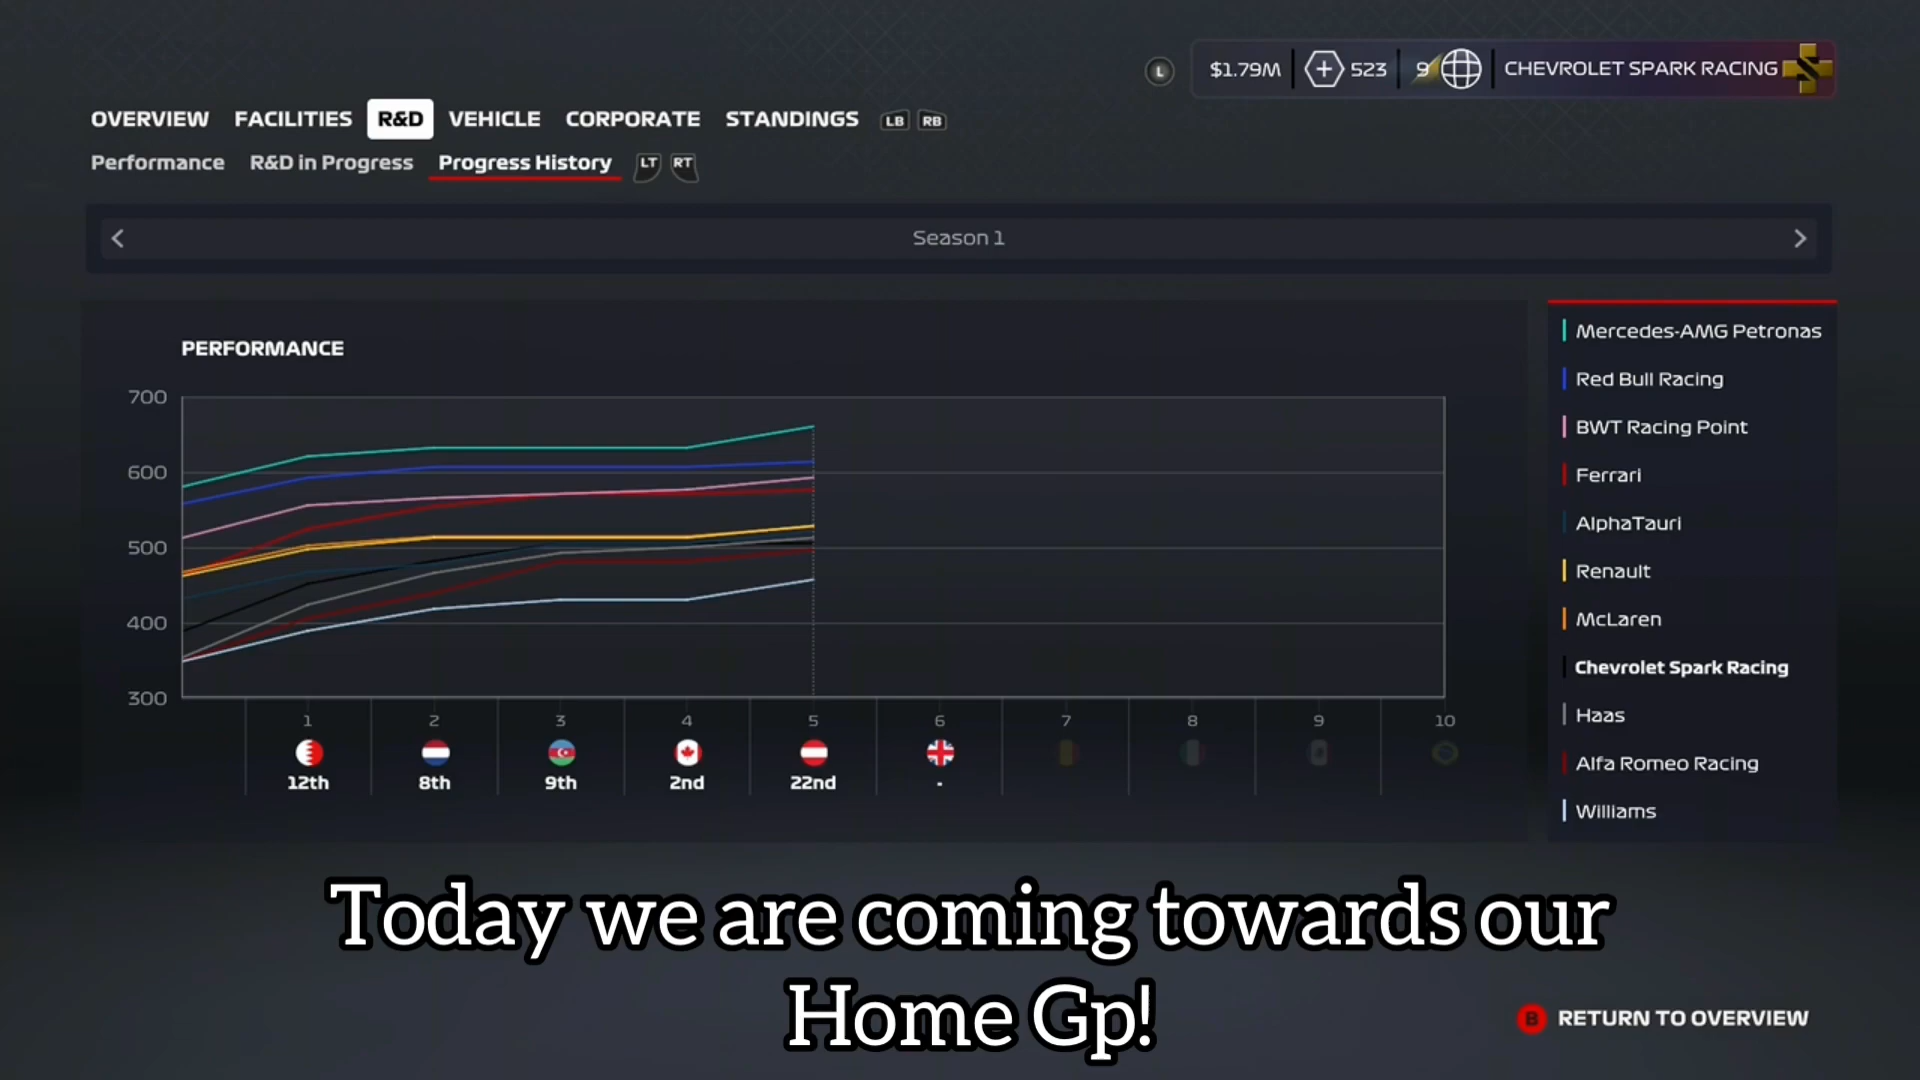 L $1.79M 523 9 CHEVROLET SPARK RACING
OVERVIEW FACILITIES R&D VEHICLE CORPORATE STANDINGS LB RB
Performance R&D in Progress Progress History LT RT
Season 1
PERFORMANCE
700
600
500
400
300
1 2 3 4 5 6 7 8 9 10
12th 8th 9th 2nd 22nd -
Mercedes-AMG Petronas
Red Bull Racing
BWT Racing Point
Ferrari
AlphaTauri
Renault
McLaren
Chevrolet Spark Racing
Haas
Alfa Romeo Racing
Williams
Today we are coming towards our
Home Gp!
B RETURN TO OVERVIEW